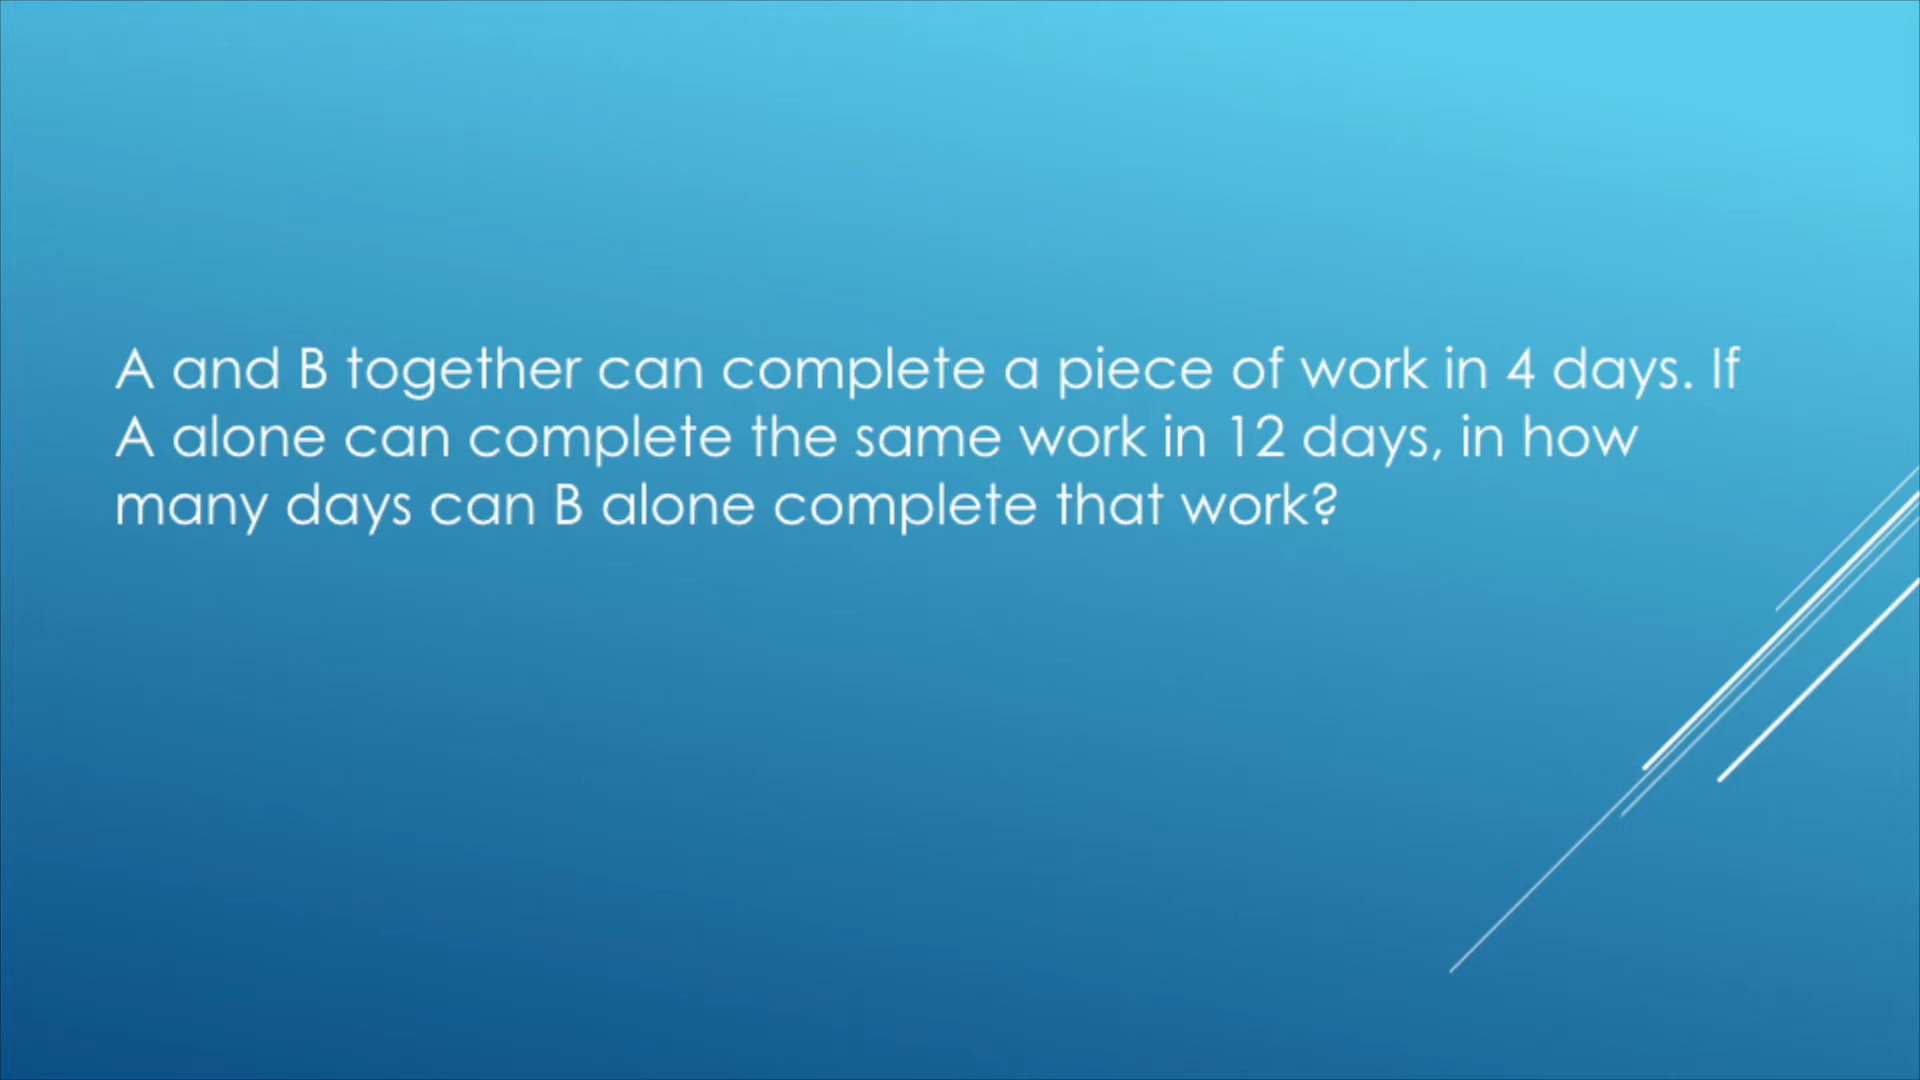 A and B together can complete a piece of work in 4 days. If
A alone can complete the same work in 12 days, in how
many days can B alone complete that work?